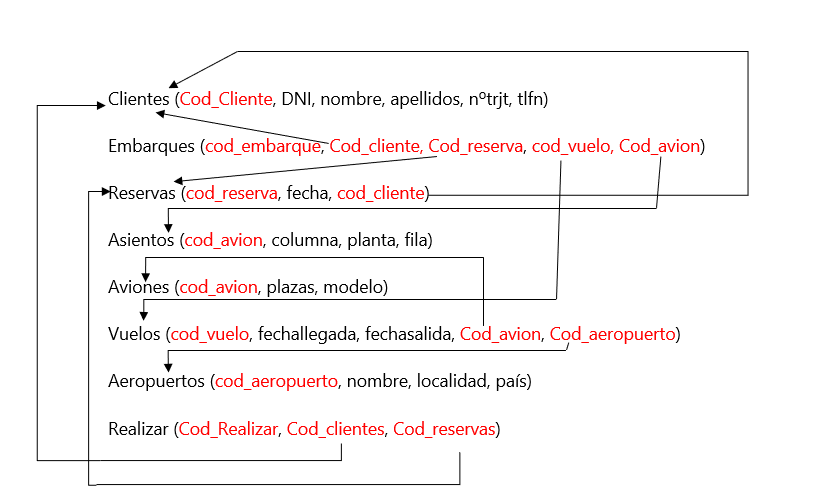 Clientes (Cod_Cliente, DNI, nombre, apellidos, nºtrjt, tlfn)
Embarques (cod_embarque, Cod_cliente, Cod_reserva, cod_vuelo, Cod_avion)
Reservas (cod_reserva, fecha, cod_cliente)
Asientos (cod_avion, columna, planta, fila)
Aviones (cod_avion, plazas, modelo)
Vuelos (cod_vuelo, fechallegada, fechasalida, Cod_avion, Cod_aeropuerto)
Aeropuertos (cod_aeropuerto, nombre, localidad, país)
Realizar (Cod_Realizar, Cod_clientes, Cod_reservas)